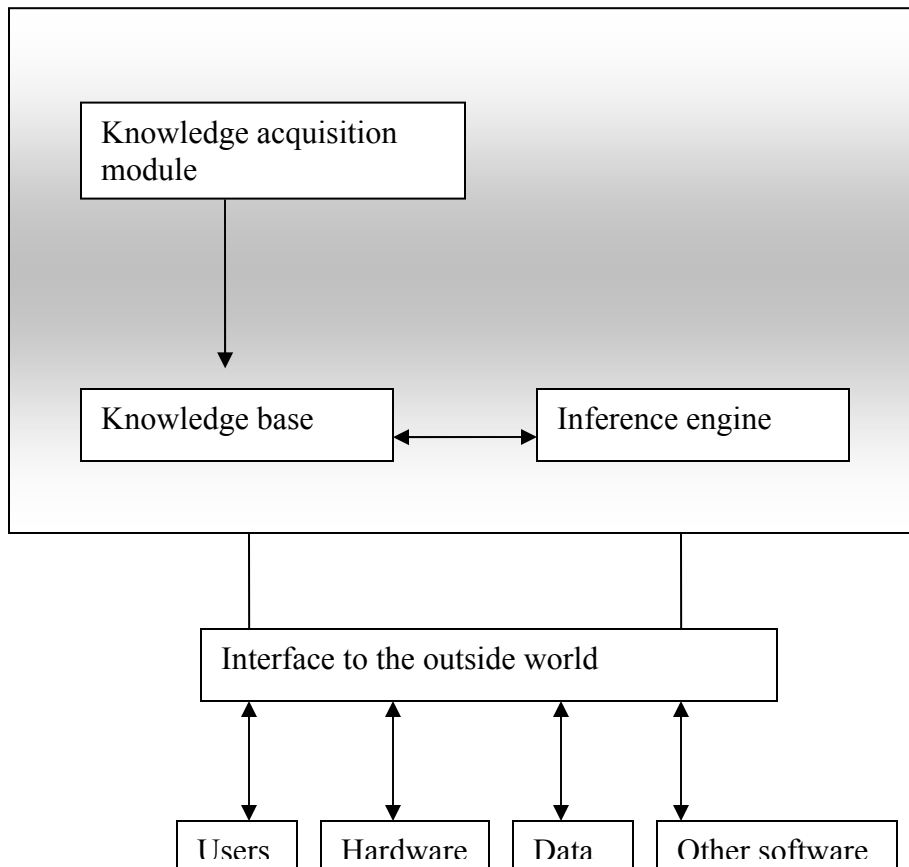 Knowledge acquisition
module
Knowledge base
Inference engine
Interface to the outside world
Users
Hardware
Data
Other software